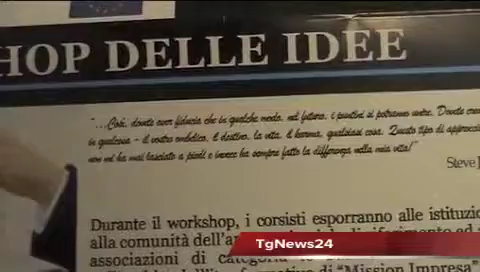 HOP DELLE IDEE
"...Così, dovete aver fiducia che in qualche modo, nel futuro, i puntini si potranno unire. Dovete cre
in qualcosa - il vostro ombelico, il destino, la vita, il karma, qualsiasi cosa. Questo tipo di approcci
non mi ha mai lasciato a piedi e invece ha sempre fatto la differenza nella mia vita!"
Steve J
Durante il workshop, i corsisti esporranno alle istituzio
alla comunità dell'a
associazioni di
"Mission Impresa"
TgNews24